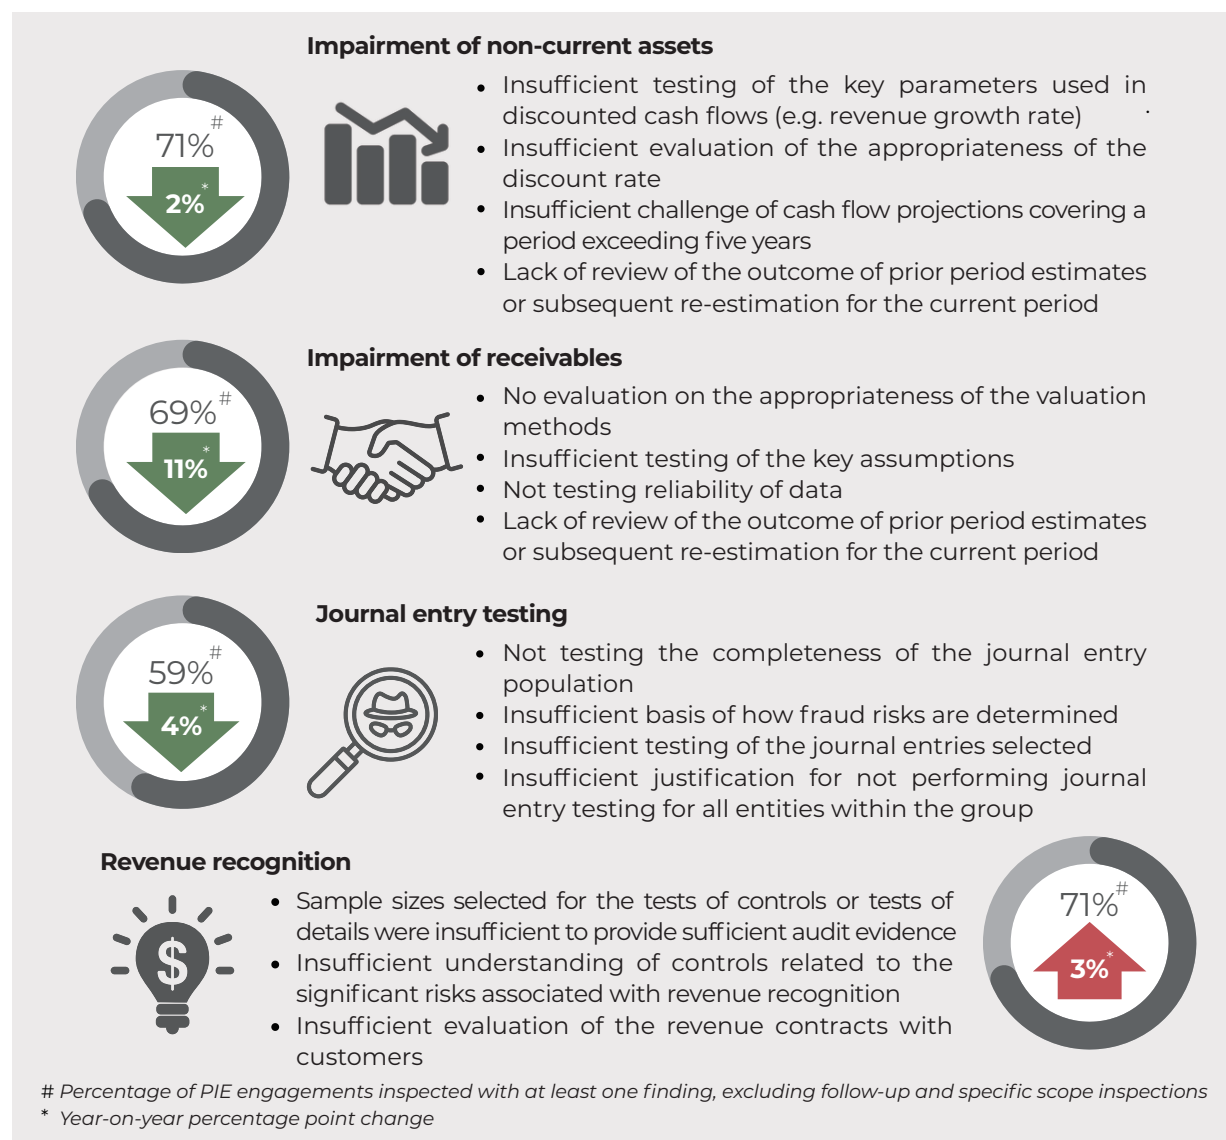 Impairment of non-current assets
71%#
2%*
• Insufficient testing of the key parameters used in
discounted cash flows (e.g. revenue growth rate)
• Insufficient evaluation of the appropriateness of the
discount rate
• Insufficient challenge of cash flow projections covering a
period exceeding five years
• Lack of review of the outcome of prior period estimates
or subsequent re-estimation for the current period
Impairment of receivables
69%#
11%*
• No evaluation on the appropriateness of the valuation
methods
• Insufficient testing of the key assumptions
• Not testing reliability of data
• Lack of review of the outcome of prior period estimates
or subsequent re-estimation for the current period
Journal entry testing
59%#
4%*
• Not testing the completeness of the journal entry
population
• Insufficient basis of how fraud risks are determined
• Insufficient testing of the journal entries selected
• Insufficient justification for not performing journal
entry testing for all entities within the group
Revenue recognition
$
• Sample sizes selected for the tests of controls or tests of
details were insufficient to provide sufficient audit evidence
• Insufficient understanding of controls related to the
significant risks associated with revenue recognition
• Insufficient evaluation of the revenue contracts with
customers
71%#
3%*
# Percentage of PIE engagements inspected with at least one finding, excluding follow-up and specific scope inspections
* Year-on-year percentage point change